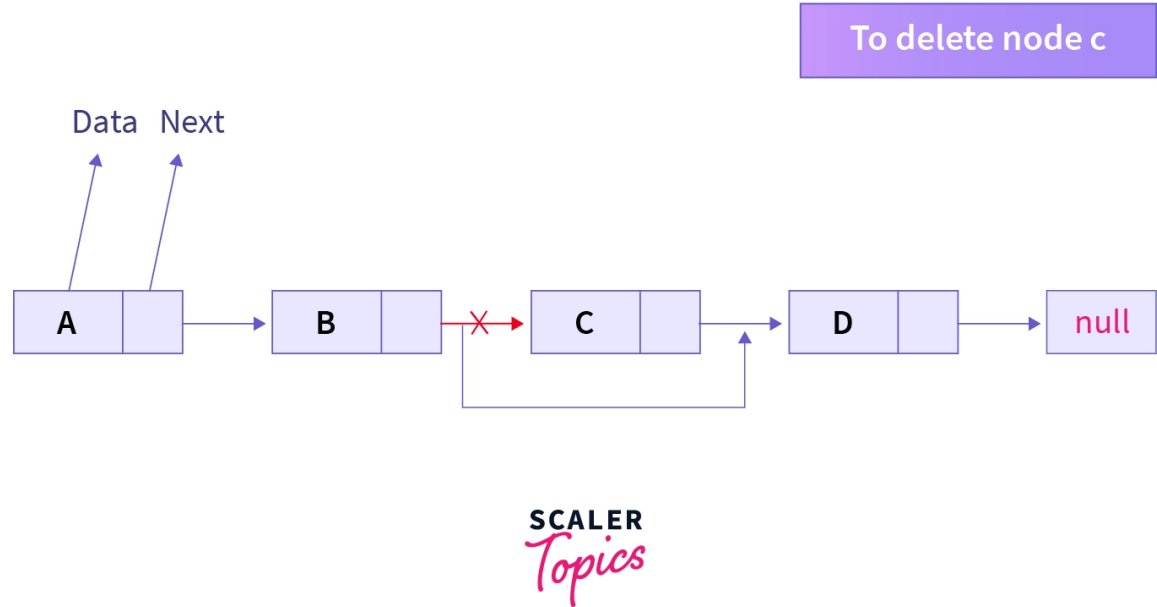 To delete node c
Data Next
A B C D null
SCALER
Topics